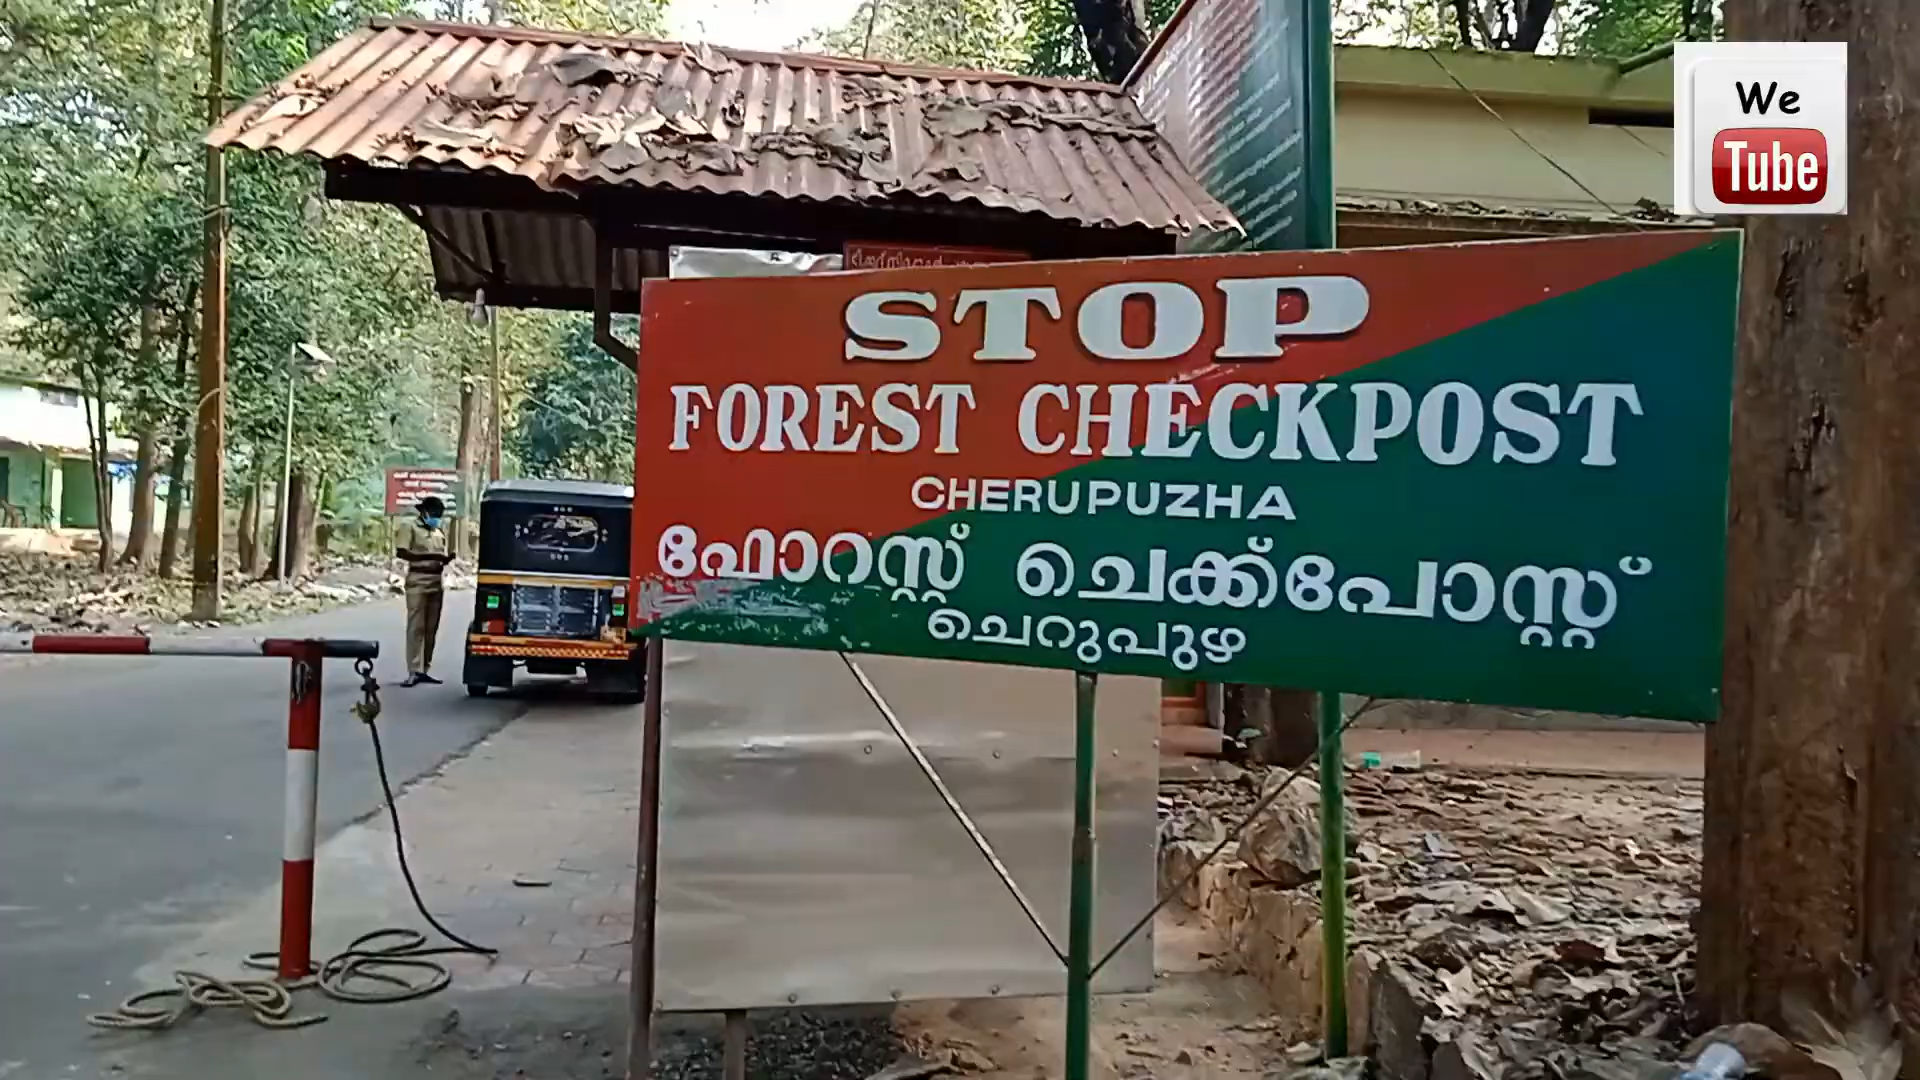 We
Tube
STOP
FOREST CHECKPOST
CHERUPUZHA
ഫോറസ്റ്റ് ചെക്ക്പോസ്റ്റ്
ചെറുപുഴ